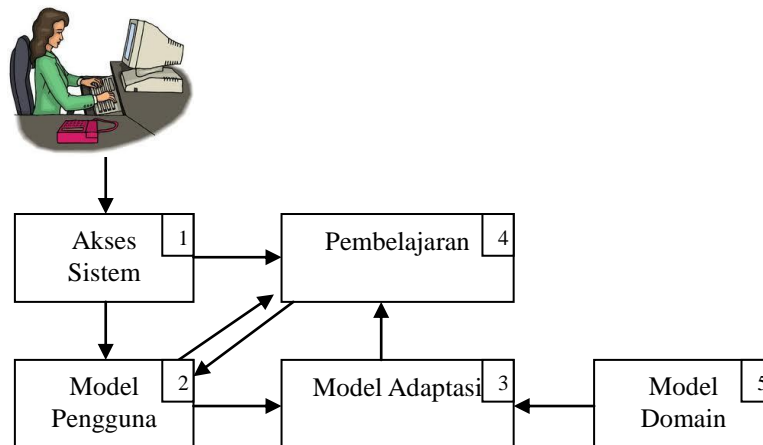 Akses
Sistem
1
Pembelajaran
4
Model
Pengguna
2
Model Adaptasi
3
Model
Domain
5